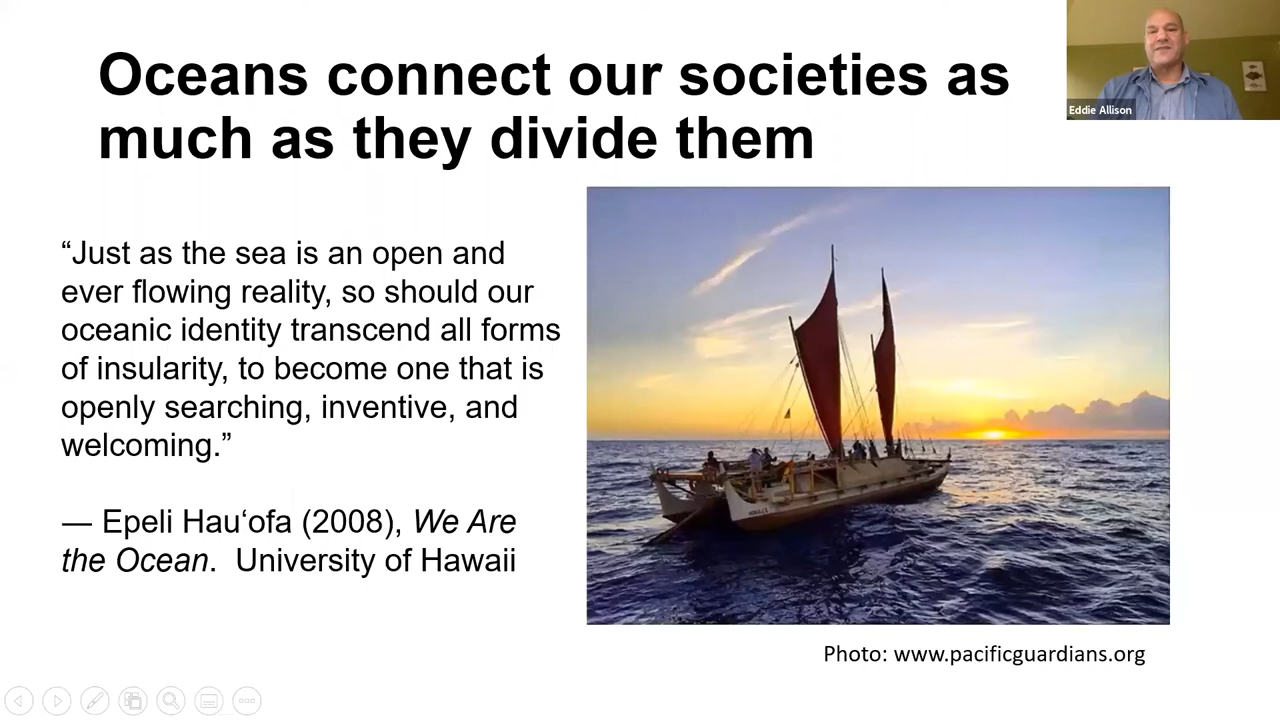 Oceans connect our societies as
much as they divide them
Eddie Allison
“Just as the sea is an open and
ever flowing reality, so should our
oceanic identity transcend all forms
of insularity, to become one that is
openly searching, inventive, and
welcoming.”
— Epeli Hau‘ofa (2008), We Are
the Ocean.  University of Hawaii
Photo: www.pacificguardians.org